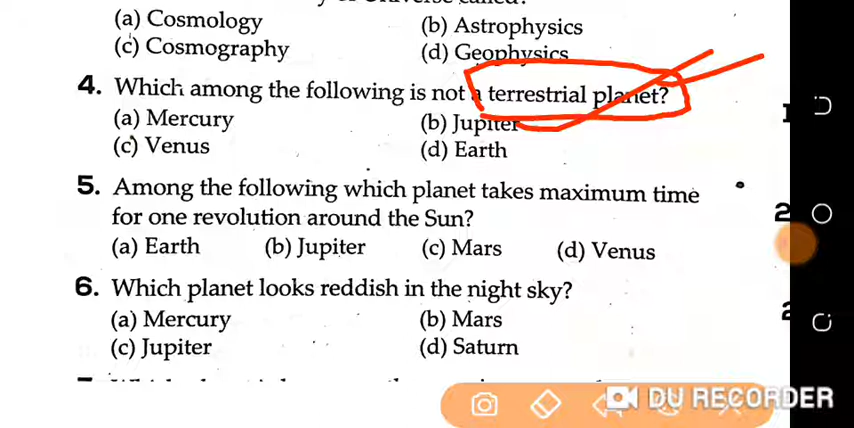 (a) Cosmology (b) Astrophysics
(c) Cosmography (d) Geophysics
4. Which among the following is not a terrestrial planet?
(a) Mercury (b) Jupiter
(c) Venus (d) Earth
5. Among the following which planet takes maximum time
for one revolution around the Sun?
(a) Earth (b) Jupiter (c) Mars (d) Venus
6. Which planet looks reddish in the night sky?
(a) Mercury (b) Mars
(c) Jupiter (d) Saturn
DU RECORDER